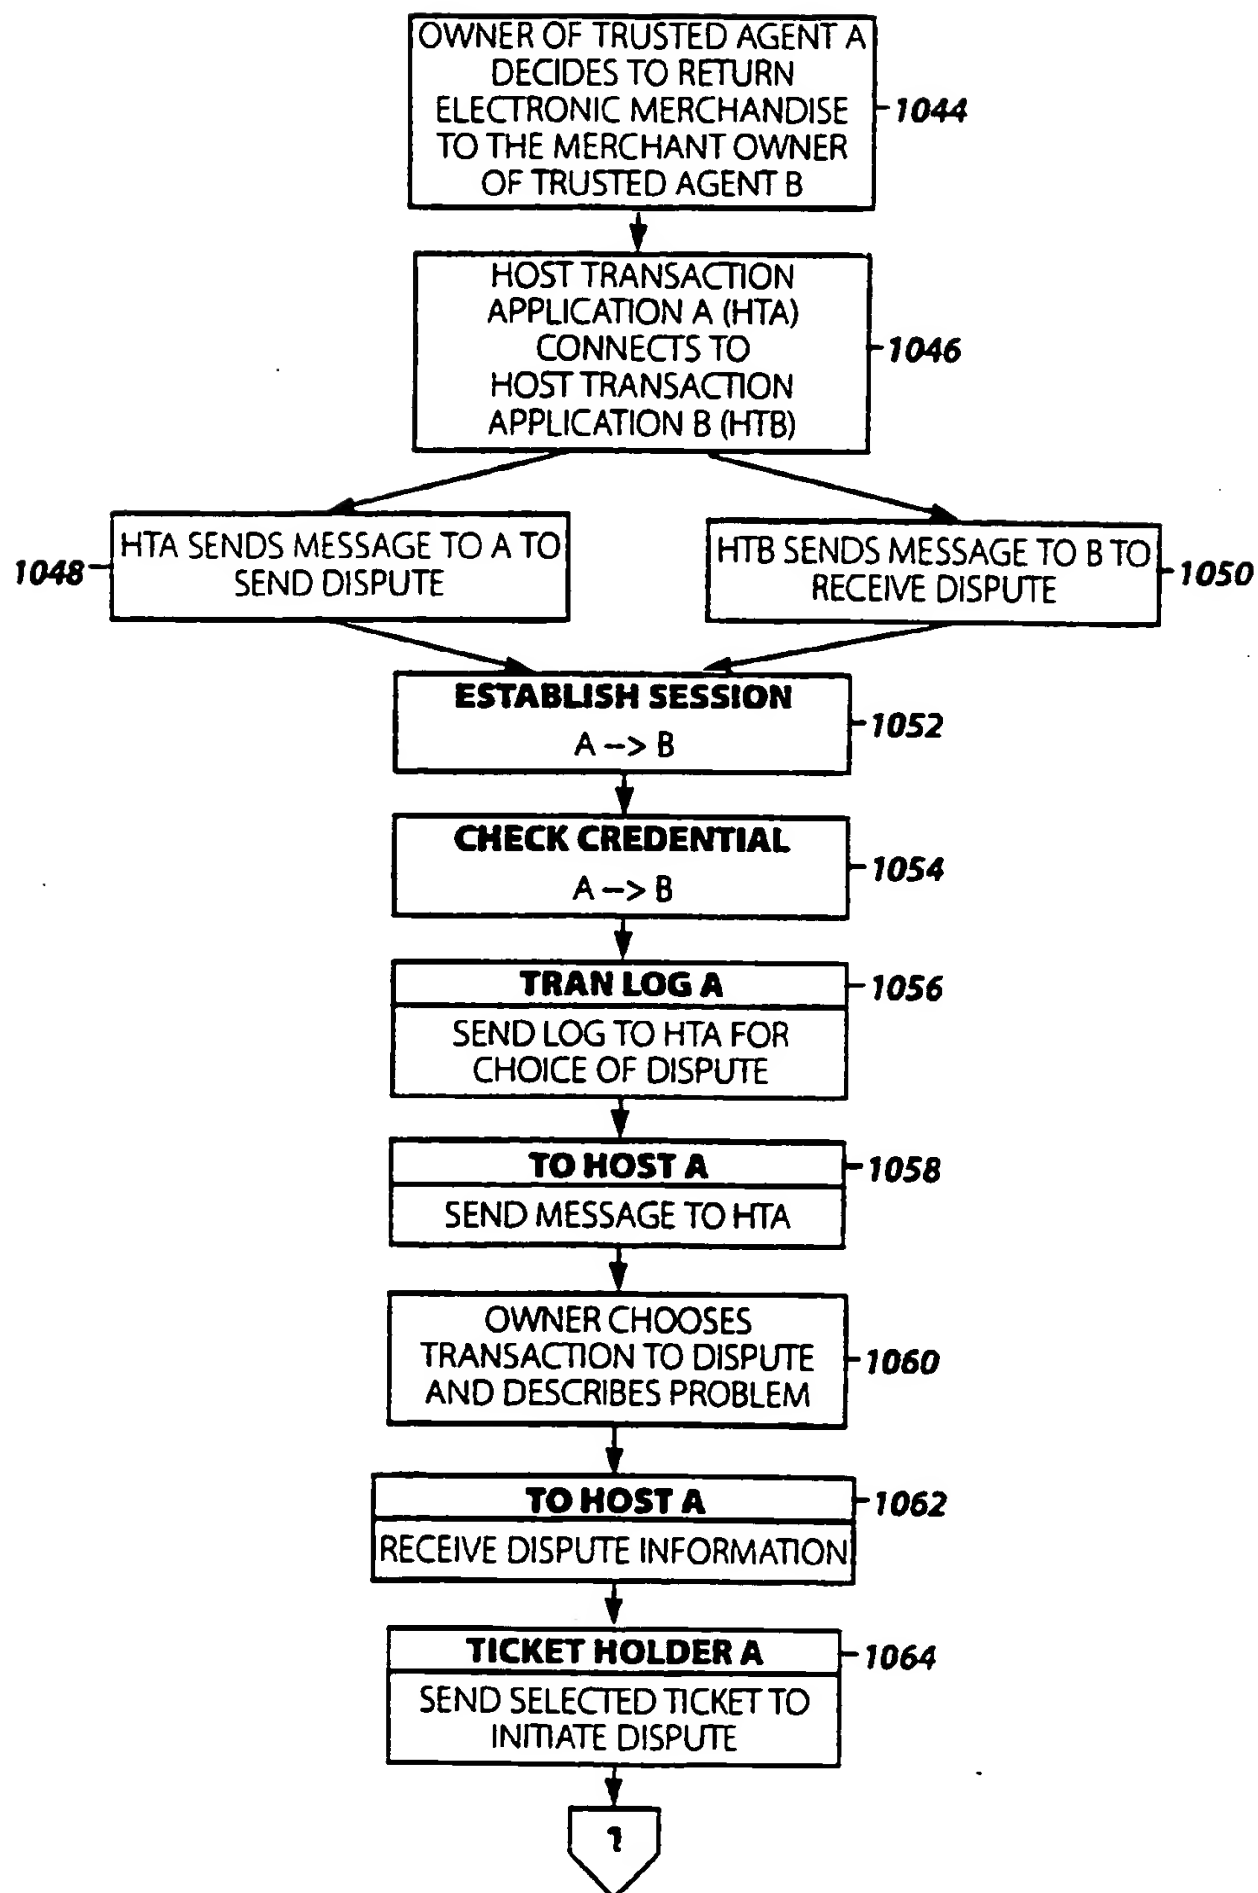 OWNER OF TRUSTED AGENT A
DECIDES TO RETURN
ELECTRONIC MERCHANDISE
TO THE MERCHANT OWNER
OF TRUSTED AGENT B
1044
HOST TRANSACTION
APPLICATION A (HTA)
CONNECTS TO
HOST TRANSACTION
APPLICATION B (HTB)
1046
1048
HTA SENDS MESSAGE TO A TO
SEND DISPUTE
HTB SENDS MESSAGE TO B TO
RECEIVE DISPUTE
1050
ESTABLISH SESSION
A --> B
1052
CHECK CREDENTIAL
A --> B
1054
TRAN LOG A
1056
SEND LOG TO HTA FOR
CHOICE OF DISPUTE
TO HOST A
1058
SEND MESSAGE TO HTA
OWNER CHOOSES
TRANSACTION TO DISPUTE
AND DESCRIBES PROBLEM
1060
TO HOST A
1062
RECEIVE DISPUTE INFORMATION
TICKET HOLDER A
1064
SEND SELECTED TICKET TO
INITIATE DISPUTE
1